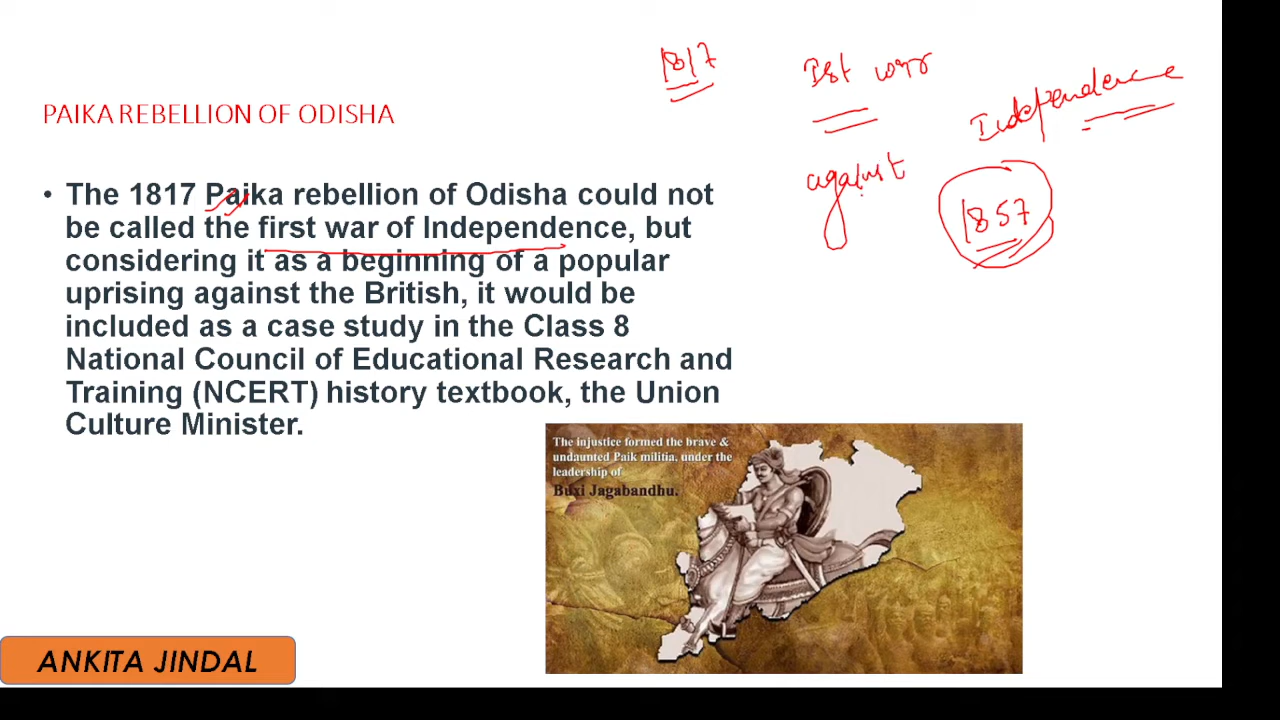 1817
Ist war
Independence
PAIKA REBELLION OF ODISHA
against
1857
• The 1817 Paika rebellion of Odisha could not
be called the first war of Independence, but
considering it as a beginning of a popular
uprising against the British, it would be
included as a case study in the Class 8
National Council of Educational Research and
Training (NCERT) history textbook, the Union
Culture Minister.
The injustice formed the brave &
undaunted Paik militia, under the
leadership of
Buxi Jagabandhu.
ANKITA JINDAL